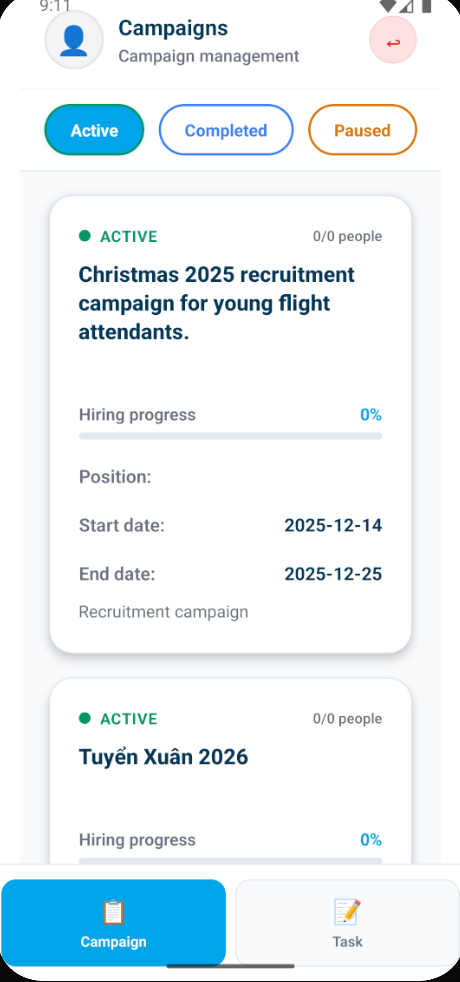 9:11
Campaigns
Campaign management
Active Completed Paused
ACTIVE 0/0 people
Christmas 2025 recruitment
campaign for young flight
attendants.
Hiring progress 0%
Position:
Start date: 2025-12-14
End date: 2025-12-25
Recruitment campaign
ACTIVE 0/0 people
Tuyển Xuân 2026
Hiring progress 0%
Campaign Task